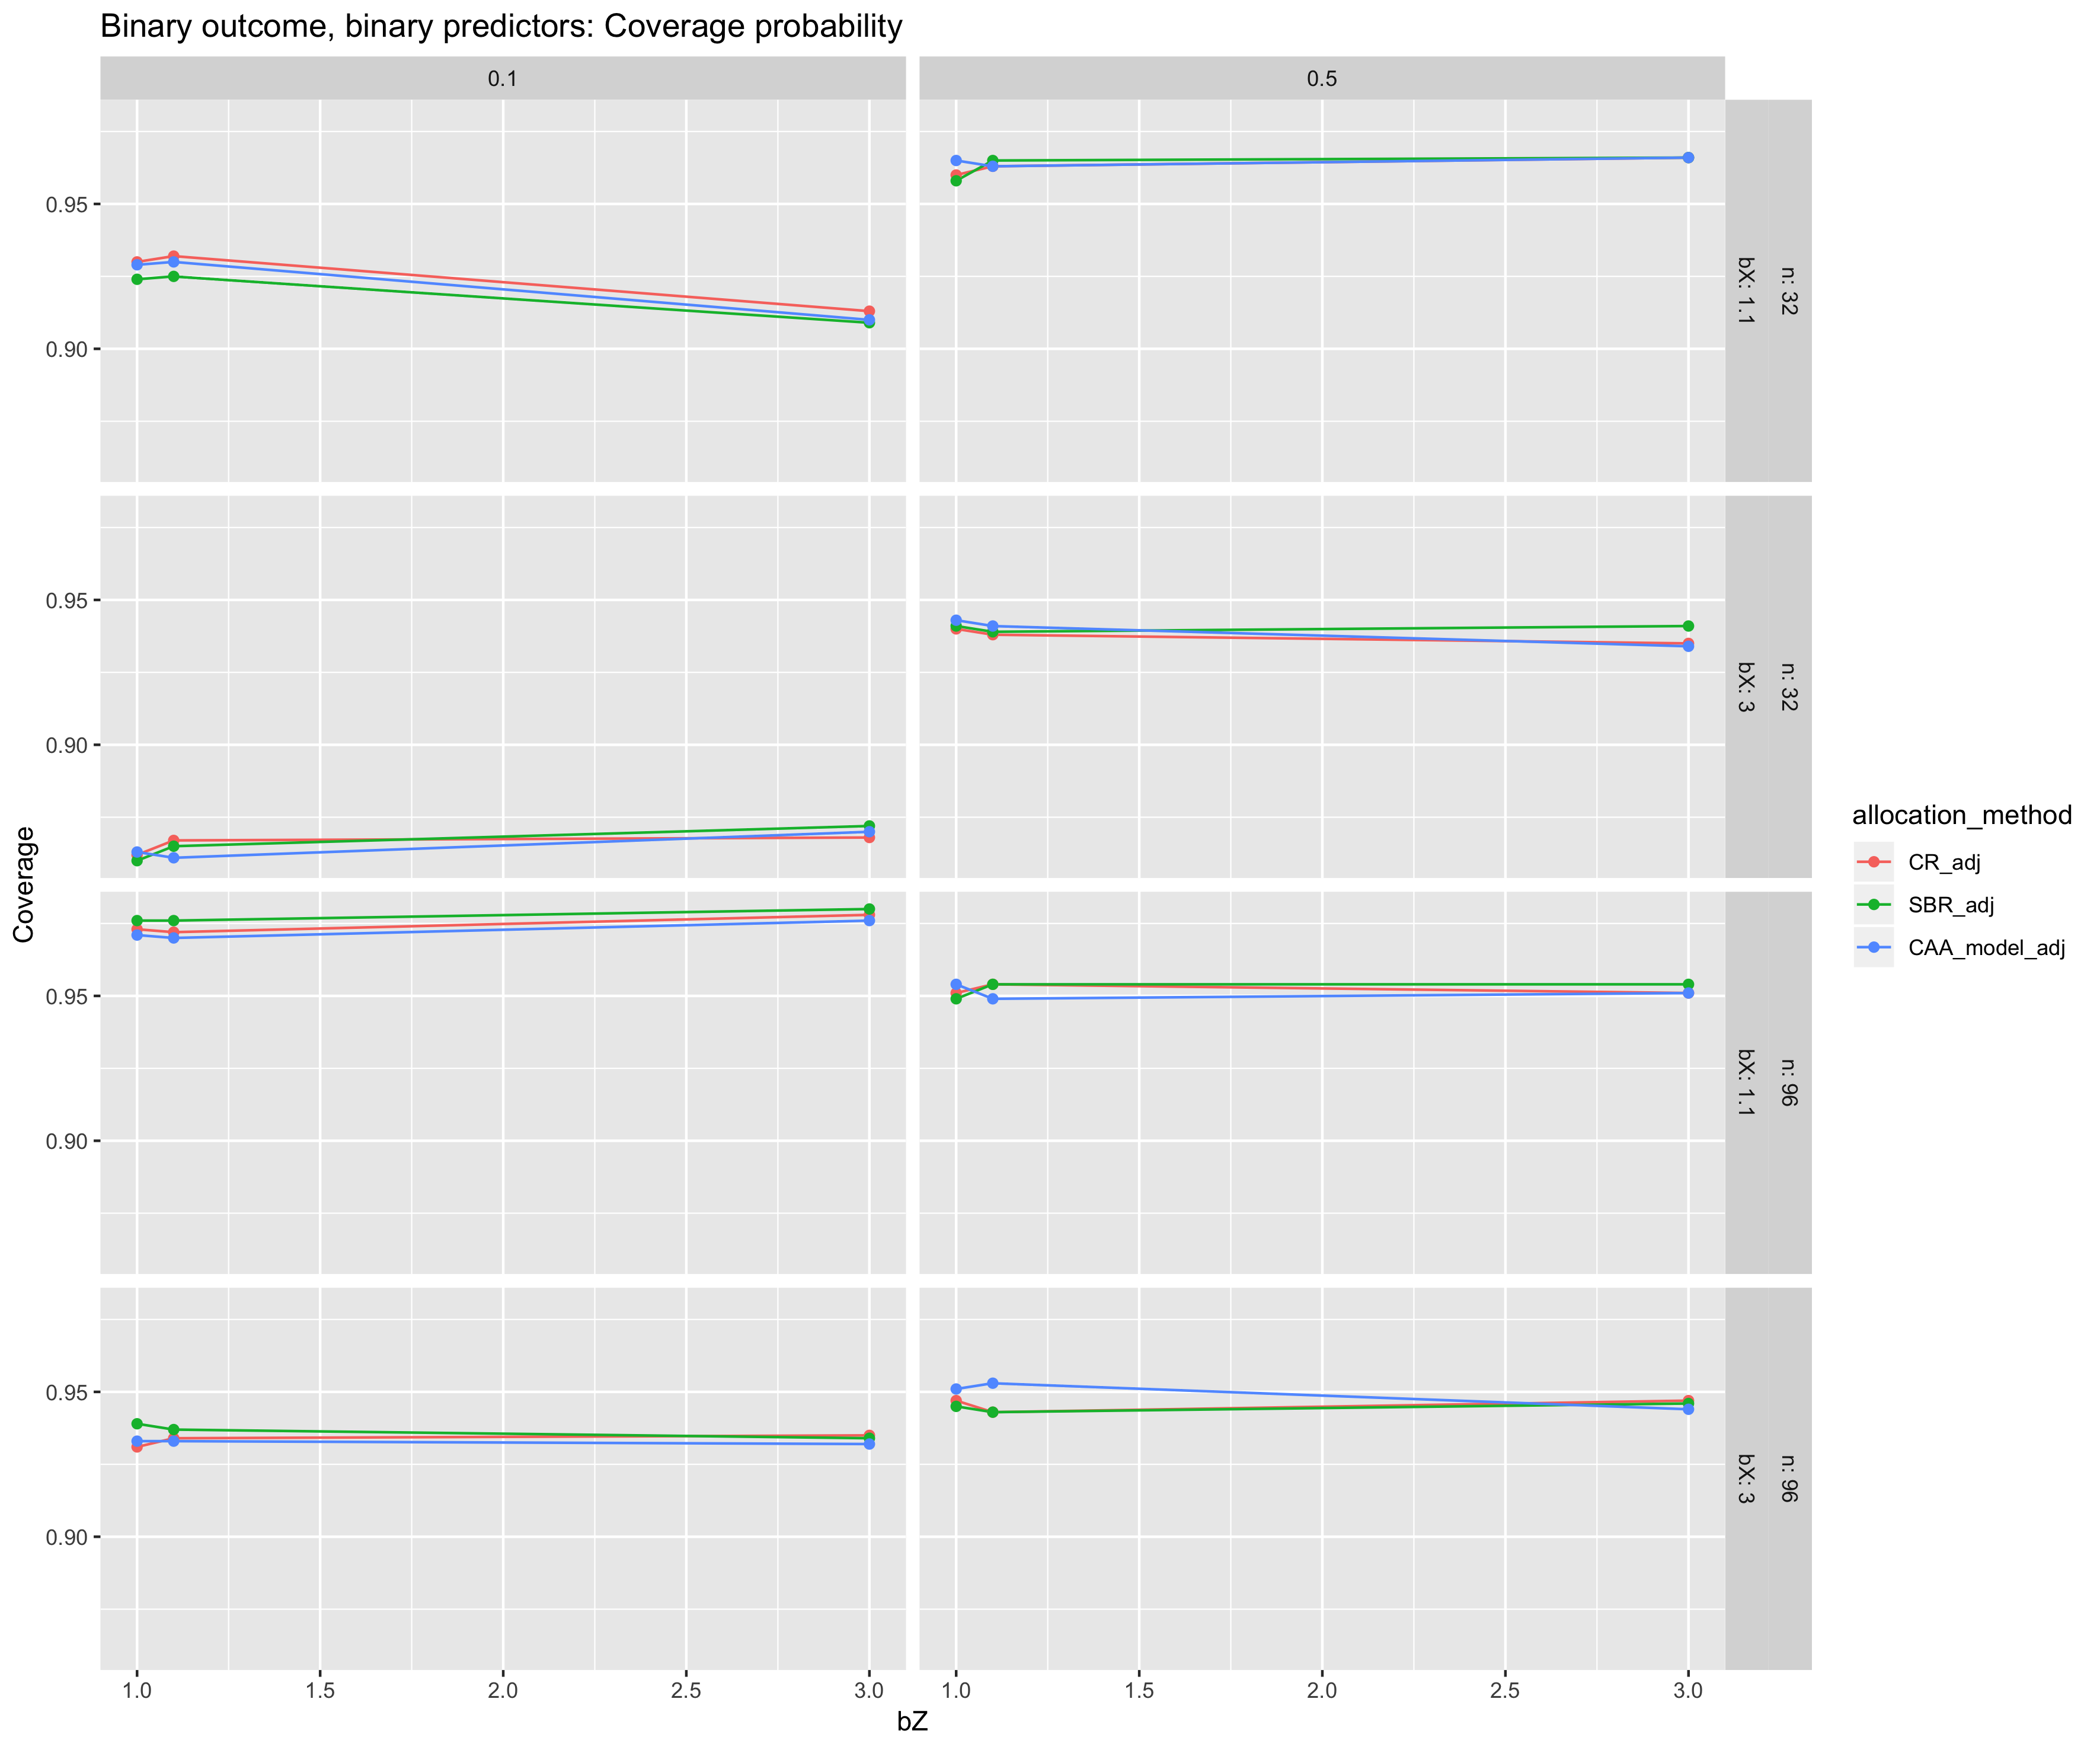 Binary outcome, binary predictors: Coverage probability
0.1
0.5
0.95
0.90
bX: 1.1
n: 32
0.95
0.90
bX: 3
n: 32
0.95
0.90
bX: 1.1
n: 96
0.95
0.90
bX: 3
n: 96
Coverage
1.0 1.5 2.0 2.5 3.0
1.0 1.5 2.0 2.5 3.0
bZ
allocation_method
CR_adj
SBR_adj
CAA_model_adj